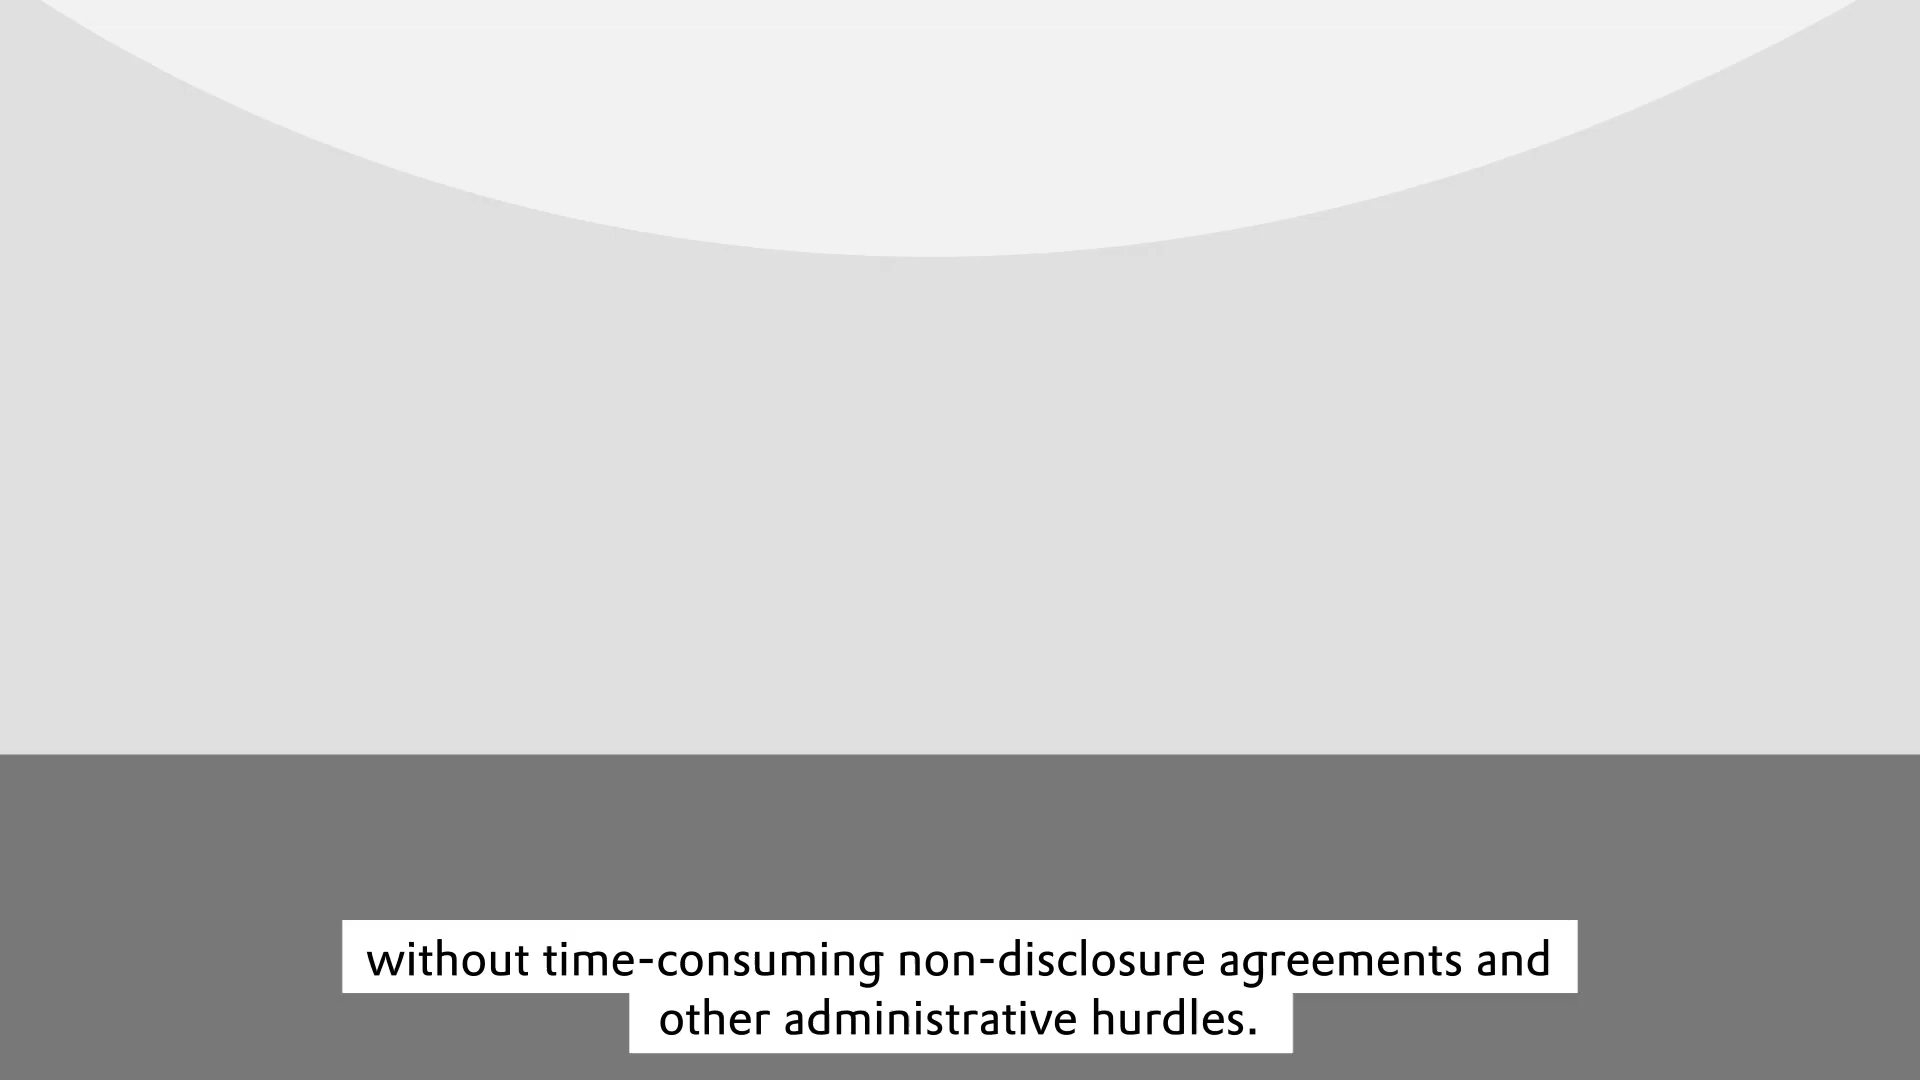 without time-consuming non-disclosure agreements and
other administrative hurdles.